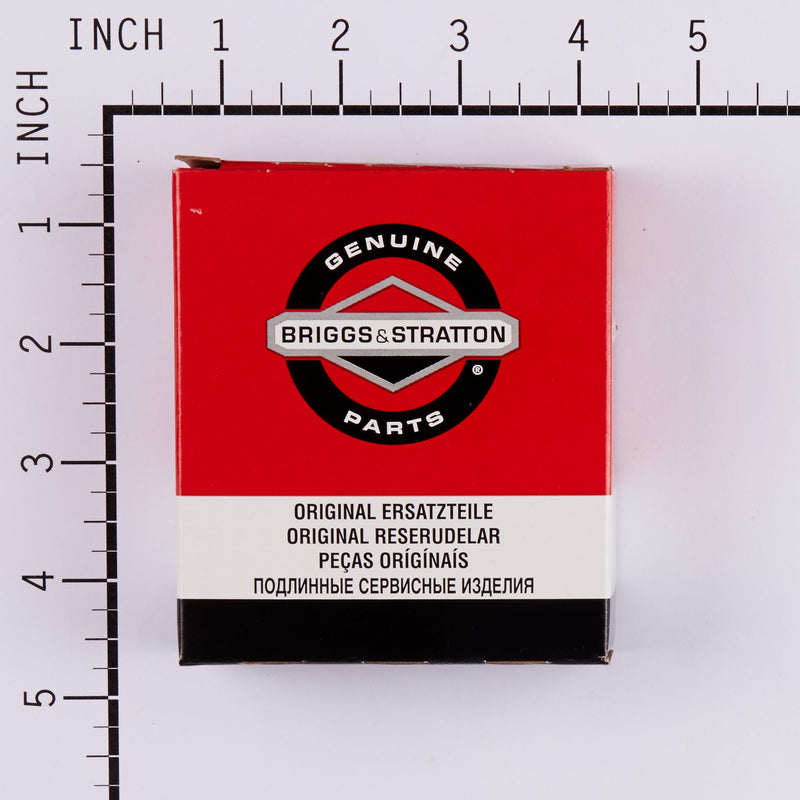 INCH 1 2 3 4 5
INCH 1 2 3 4 5
GENUINE
BRIGGS & STRATTON
®
PARTS
ORIGINAL ERSATZTEILE
ORIGINAL RESERUDELAR
PEÇAS ORÍGÍNAÍS
ПОДЛИННЫЕ СЕРВИСНЫЕ ИЗДЕЛИЯ